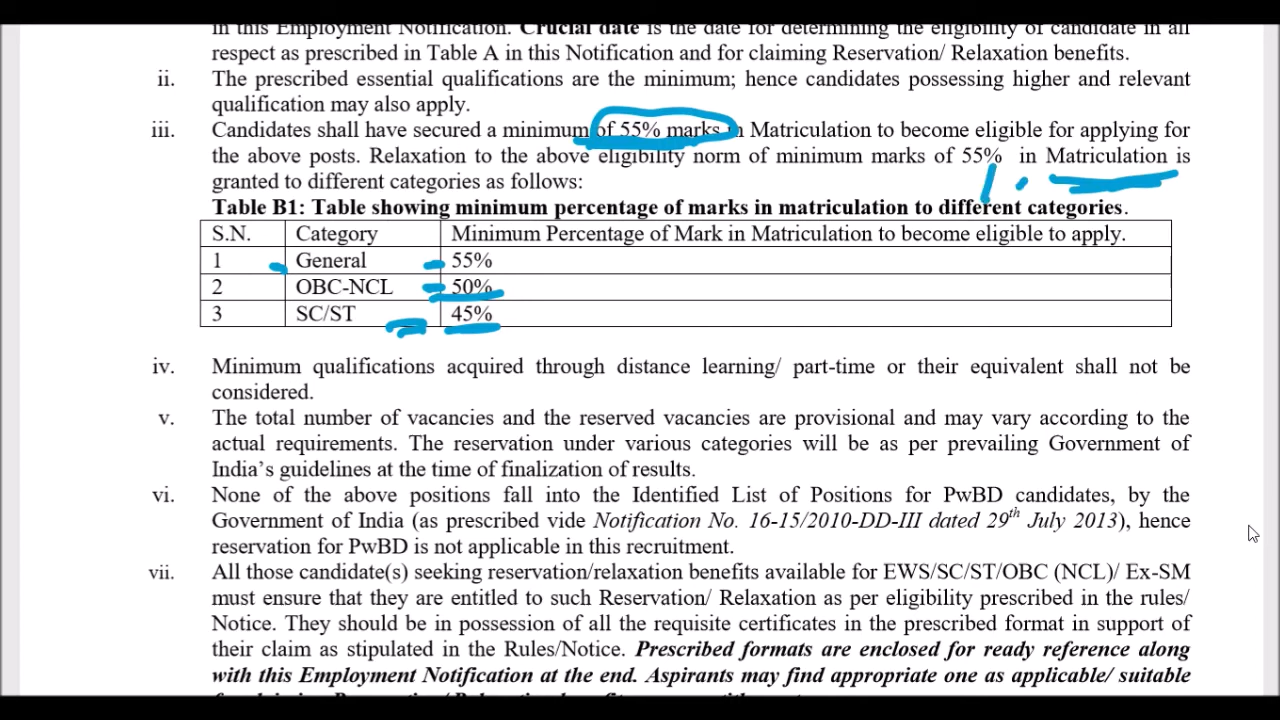 in this Employment Notification. Crucial date is the date for determining the eligibility of candidate in all
respect as prescribed in Table A in this Notification and for claiming Reservation/ Relaxation benefits.
ii. The prescribed essential qualifications are the minimum; hence candidates possessing higher and relevant
qualification may also apply.
iii. Candidates shall have secured a minimum of 55% marks in Matriculation to become eligible for applying for
the above posts. Relaxation to the above eligibility norm of minimum marks of 55% in Matriculation is
granted to different categories as follows:
Table B1: Table showing minimum percentage of marks in matriculation to different categories.
S.N. Category Minimum Percentage of Mark in Matriculation to become eligible to apply.
1 General 55%
2 OBC-NCL 50%
3 SC/ST 45%
iv. Minimum qualifications acquired through distance learning/ part-time or their equivalent shall not be
considered.
v. The total number of vacancies and the reserved vacancies are provisional and may vary according to the
actual requirements. The reservation under various categories will be as per prevailing Government of
India's guidelines at the time of finalization of results.
vi. None of the above positions fall into the Identified List of Positions for PwBD candidates, by the
Government of India (as prescribed vide Notification No. 16-15/2010-DD-III dated 29th July 2013), hence
reservation for PwBD is not applicable in this recruitment.
vii. All those candidate(s) seeking reservation/relaxation benefits available for EWS/SC/ST/OBC (NCL)/ Ex-SM
must ensure that they are entitled to such Reservation/ Relaxation as per eligibility prescribed in the rules/
Notice. They should be in possession of all the requisite certificates in the prescribed format in support of
their claim as stipulated in the Rules/Notice. Prescribed formats are enclosed for ready reference along
with this Employment Notification at the end. Aspirants may find appropriate one as applicable/ suitable